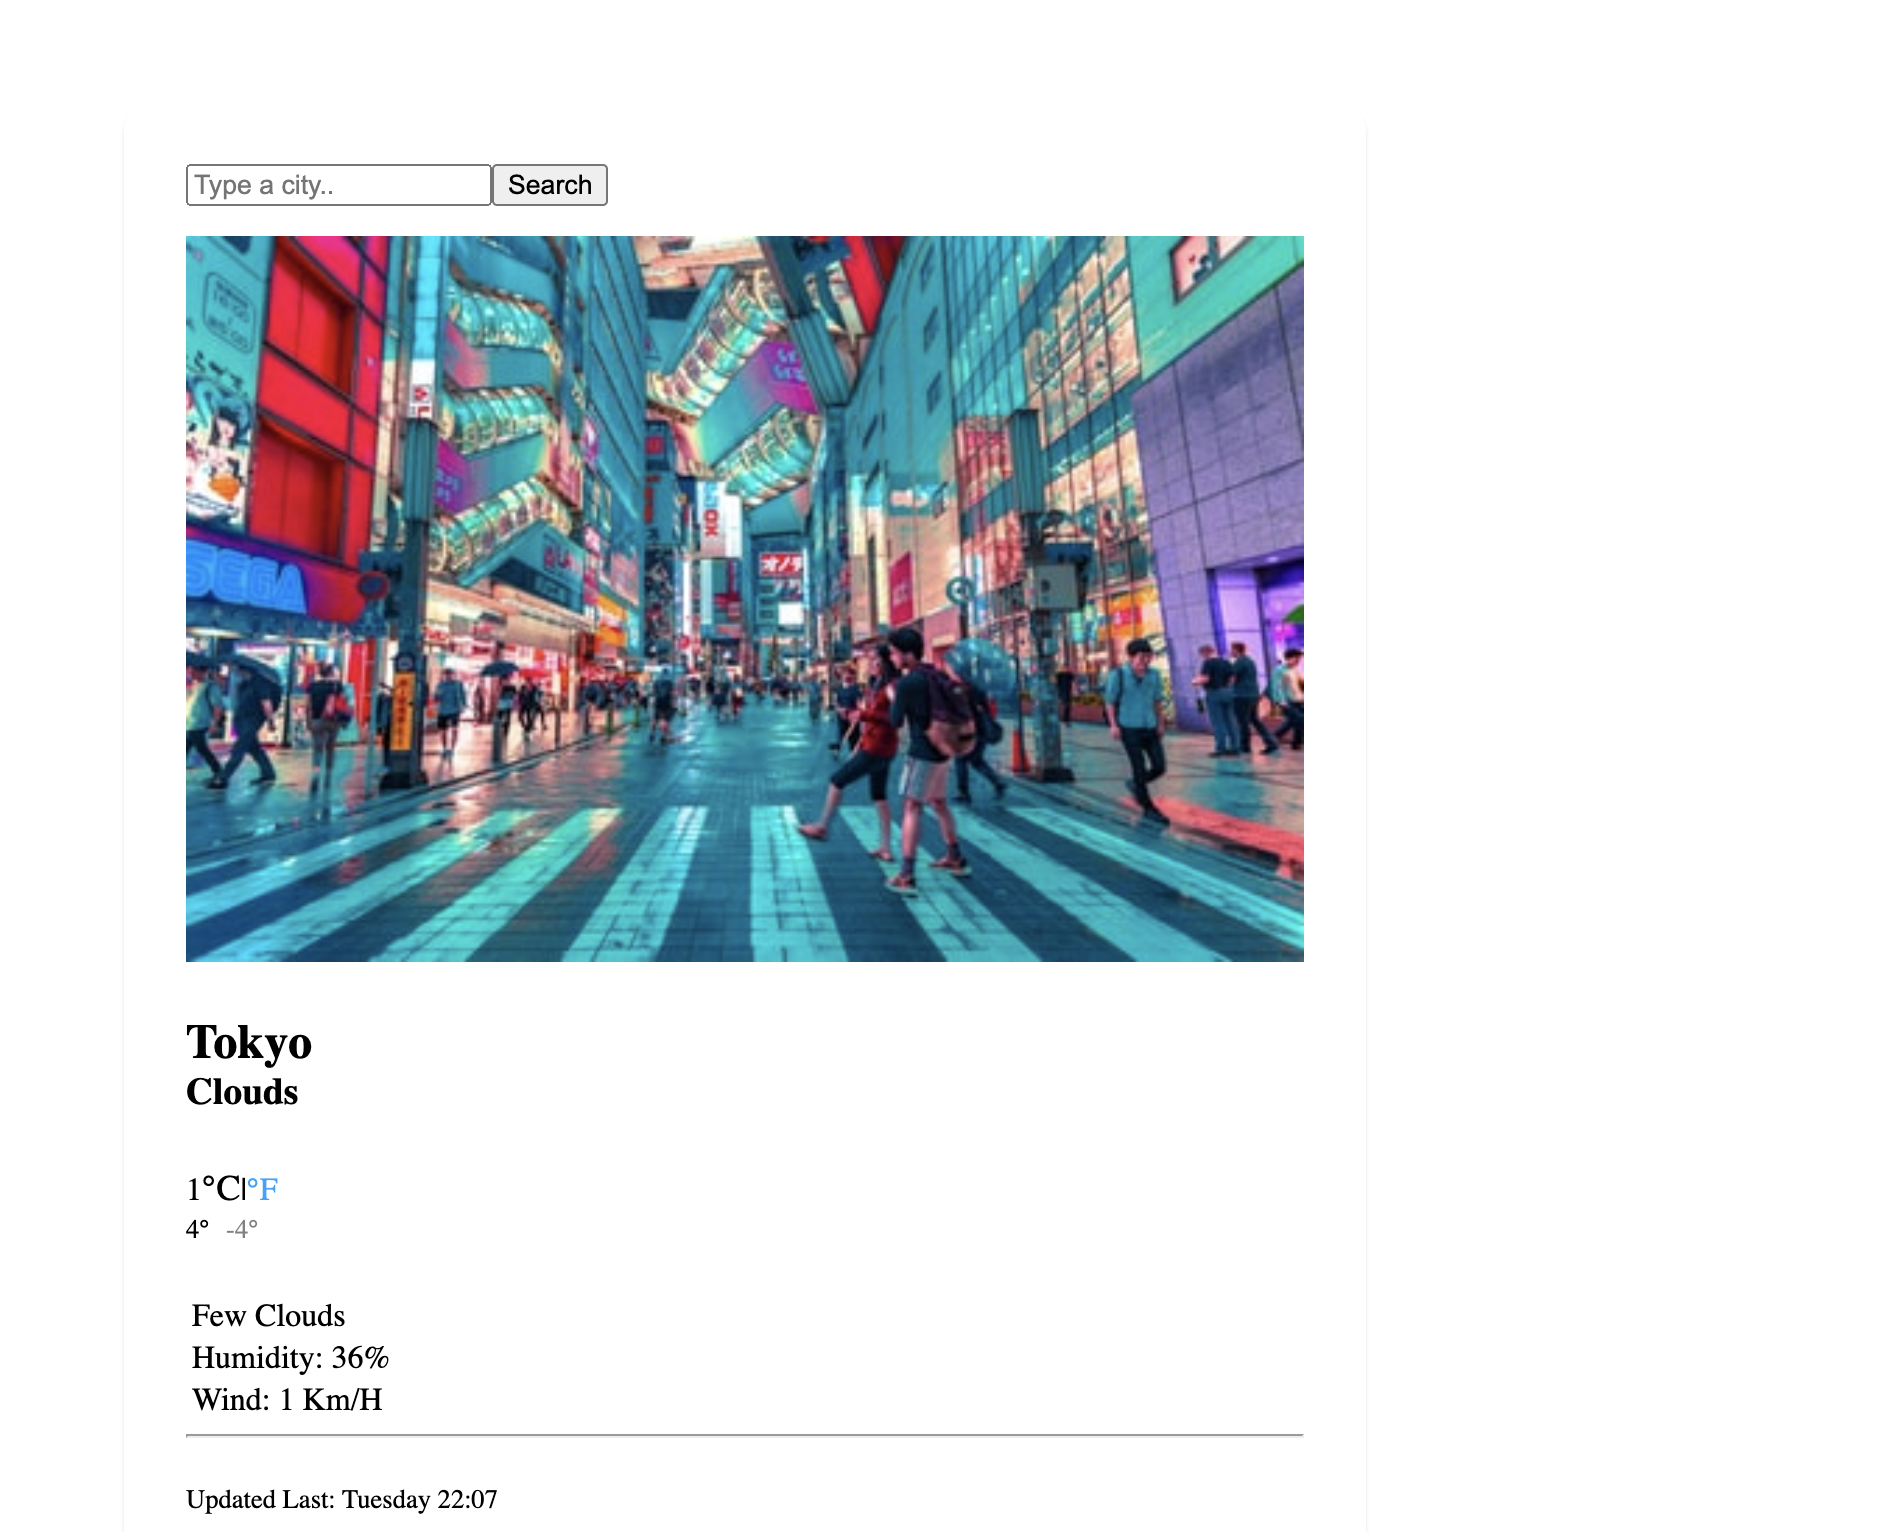 Type a city.. Search
SEGA
オノデ
Tokyo
Clouds
1°C|°F
4° -4°
Few Clouds
Humidity: 36%
Wind: 1 Km/H
Updated Last: Tuesday 22:07